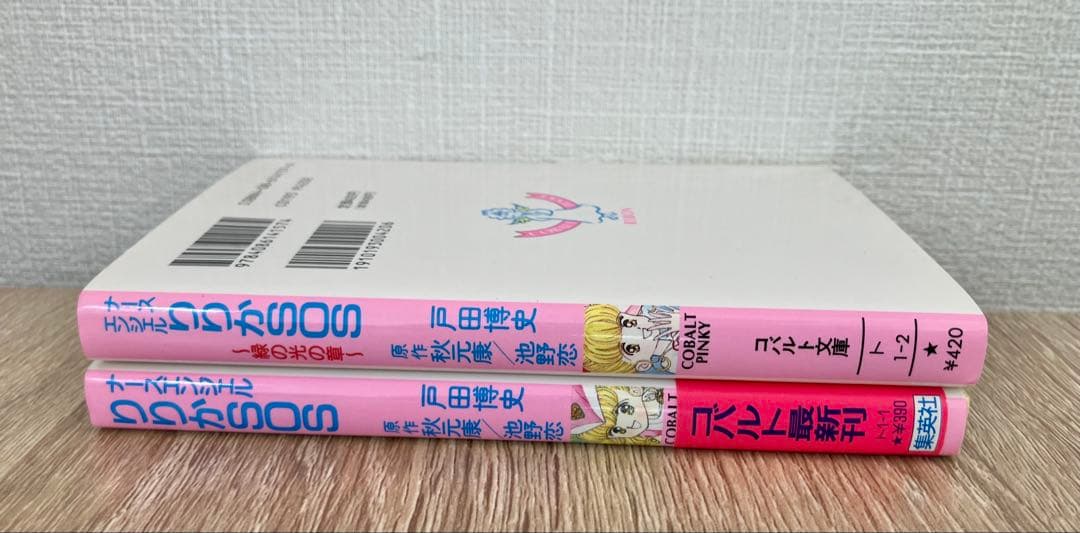 9784086141526
1910193004206
ナース
エンジェル
りりかSOS
〜緑の光の章〜
戸田博史
原作 秋元康/池野恋
COBALT
PINKY
コバルト文庫
ト
1-2
★
¥420
ナースエンジェル
りりかSOS
戸田博史
原作 秋元康/池野恋
COBALT
コバルト最新刊
ト-1-1
★¥390
集英社